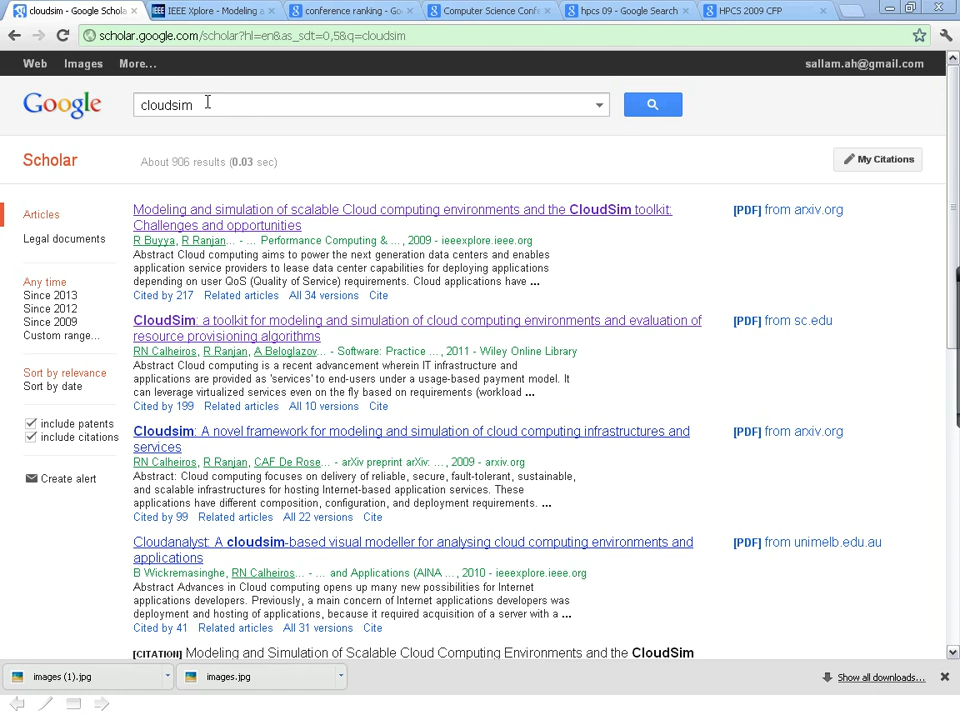 cloudsim - Google Schola
IEEE Xplore - Modeling a
conference ranking - Go
Computer Science Conf
hpcs 09 - Google Search
HPCS 2009 CFP
scholar.google.com/scholar?hl=en&as_sdt=0,5&q=cloudsim
Web Images More...
sallam.ah@gmail.com
Google
cloudsim
Scholar
About 906 results (0.03 sec)
My Citations
Articles
Legal documents
Any time
Since 2013
Since 2012
Since 2009
Custom range...
Sort by relevance
Sort by date
include patents
include citations
Create alert
Modeling and simulation of scalable Cloud computing environments and the CloudSim toolkit:
Challenges and opportunities
R Buyya, R Ranjan... - ... Performance Computing & ..., 2009 - ieeexplore.ieee.org
Abstract Cloud computing aims to power the next generation data centers and enables
application service providers to lease data center capabilities for deploying applications
depending on user QoS (Quality of Service) requirements. Cloud applications have ...
Cited by 217 Related articles All 34 versions Cite
[PDF] from arxiv.org
CloudSim: a toolkit for modeling and simulation of cloud computing environments and evaluation of
resource provisioning algorithms
RN Calheiros, R Ranjan, A Beloglazov... - Software: Practice ..., 2011 - Wiley Online Library
Abstract Cloud computing is a recent advancement wherein IT infrastructure and
applications are provided as 'services' to end-users under a usage-based payment model. It
can leverage virtualized services even on the fly based on requirements (workload ...
Cited by 199 Related articles All 10 versions Cite
[PDF] from sc.edu
Cloudsim: A novel framework for modeling and simulation of cloud computing infrastructures and
services
RN Calheiros, R Ranjan, CAF De Rose... - arXiv preprint arXiv: ..., 2009 - arxiv.org
Abstract: Cloud computing focuses on delivery of reliable, secure, fault-tolerant, sustainable,
and scalable infrastructures for hosting Internet-based application services. These
applications have different composition, configuration, and deployment requirements. ...
Cited by 99 Related articles All 22 versions Cite
[PDF] from arxiv.org
Cloudanalyst: A cloudsim-based visual modeller for analysing cloud computing environments and
applications
B Wickremasinghe, RN Calheiros... - ... and Applications (AINA ..., 2010 - ieeexplore.ieee.org
Abstract Advances in Cloud computing opens up many new possibilities for Internet
applications developers. Previously, a main concern of Internet applications developers was
deployment and hosting of applications, because it required acquisition of a server with a ...
Cited by 41 Related articles All 31 versions Cite
[PDF] from unimelb.edu.au
[CITATION] Modeling and Simulation of Scalable Cloud Computing Environments and the CloudSim
images (1).jpg
images.jpg
Show all downloads...